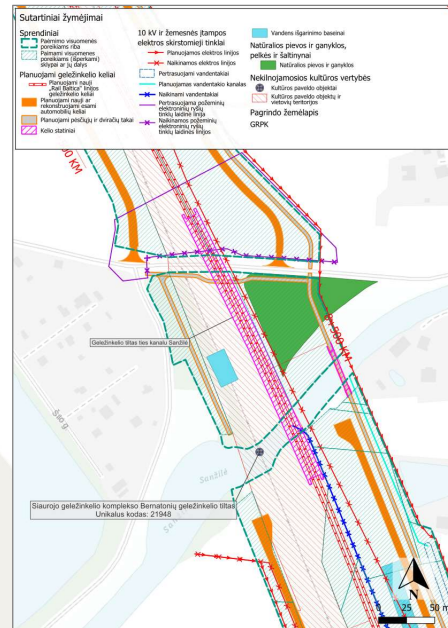 Sutartiniai žymėjimai
Sprendiniai
Paėmimo visuomenės
poreikiams riba
Paimami visuomenės
poreikiams (išperkami)
sklypai ar jų dalys
Planuojami geležinkelio keliai
Planuojami nauji
„Rail Baltica" linijos
geležinkelio keliai
Planuojami nauji ar
rekonstruojami esami
automobilių keliai
Planuojami pėsčiųjų ir dviračių takai
Kelio statiniai
10 kV ir žemesnės įtampos
elektros skirstomieji tinklai
Planuojamos elektros linijos
Naikinamos elektros linijos
Pertrasuojami vandentakiai
Planuojamas vandentakio kanalas
Naikinami vandentakiai
Pertrasuojama požeminių
elektroninių ryšių
tinklų laidinė linija
Naikinamos požeminių
elektroninių ryšių
tinklų laidinės linijos
Vandens išgarinimo baseinai
Natūralios pievos ir ganyklos,
pelkės ir šaltinynai
Natūralios pievos ir ganyklos
Nekilnojamosios kultūros vertybės
Kultūros paveldo objektai
Kultūros paveldo objektų ir
vietovių teritorijos
Pagrindo žemėlapis
GRPK
Geležinkelio tiltas ties kanalu Sanžilė
Šao g.
Sanžilė
Siaurojo geležinkelio komplekso Bernatonių geležinkelio tiltas
Unikalus kodas: 21948
N
0 25 50 m